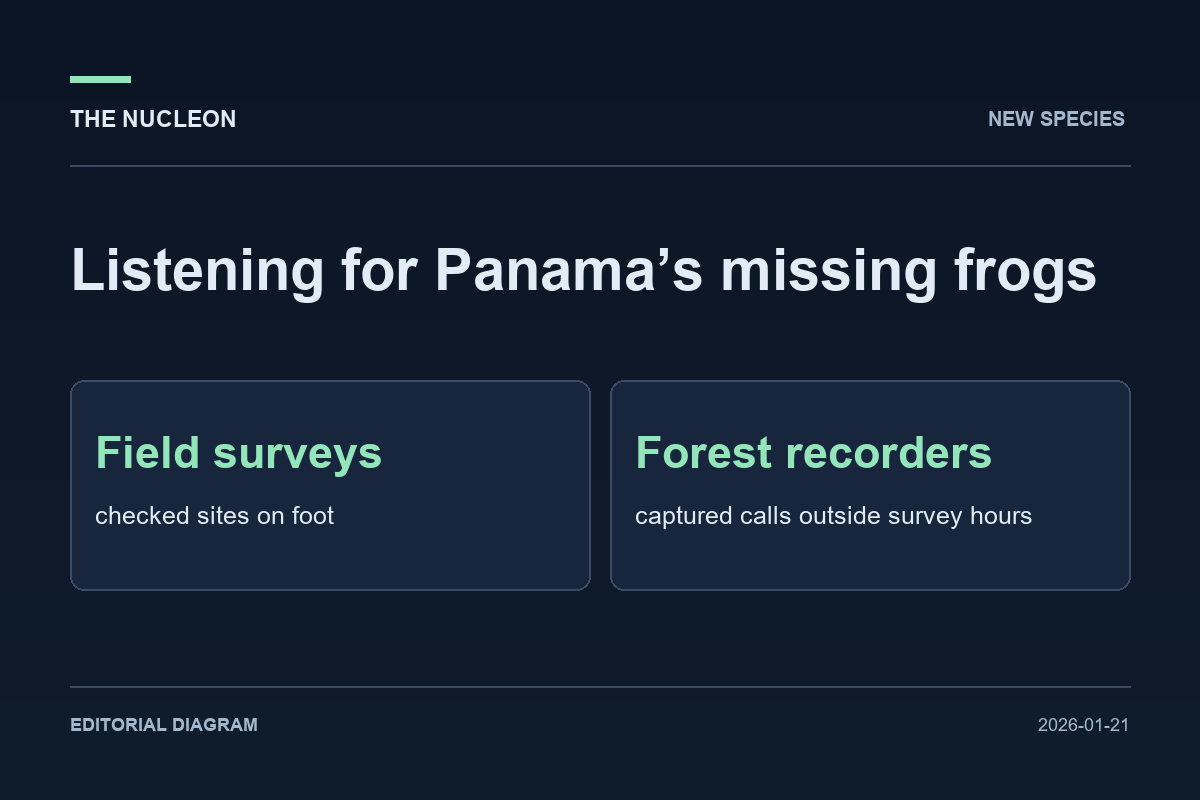 THE NUCLEON
NEW SPECIES
Listening for Panama’s missing frogs
Field surveys
checked sites on foot
Forest recorders
captured calls outside survey hours
EDITORIAL DIAGRAM
2026-01-21